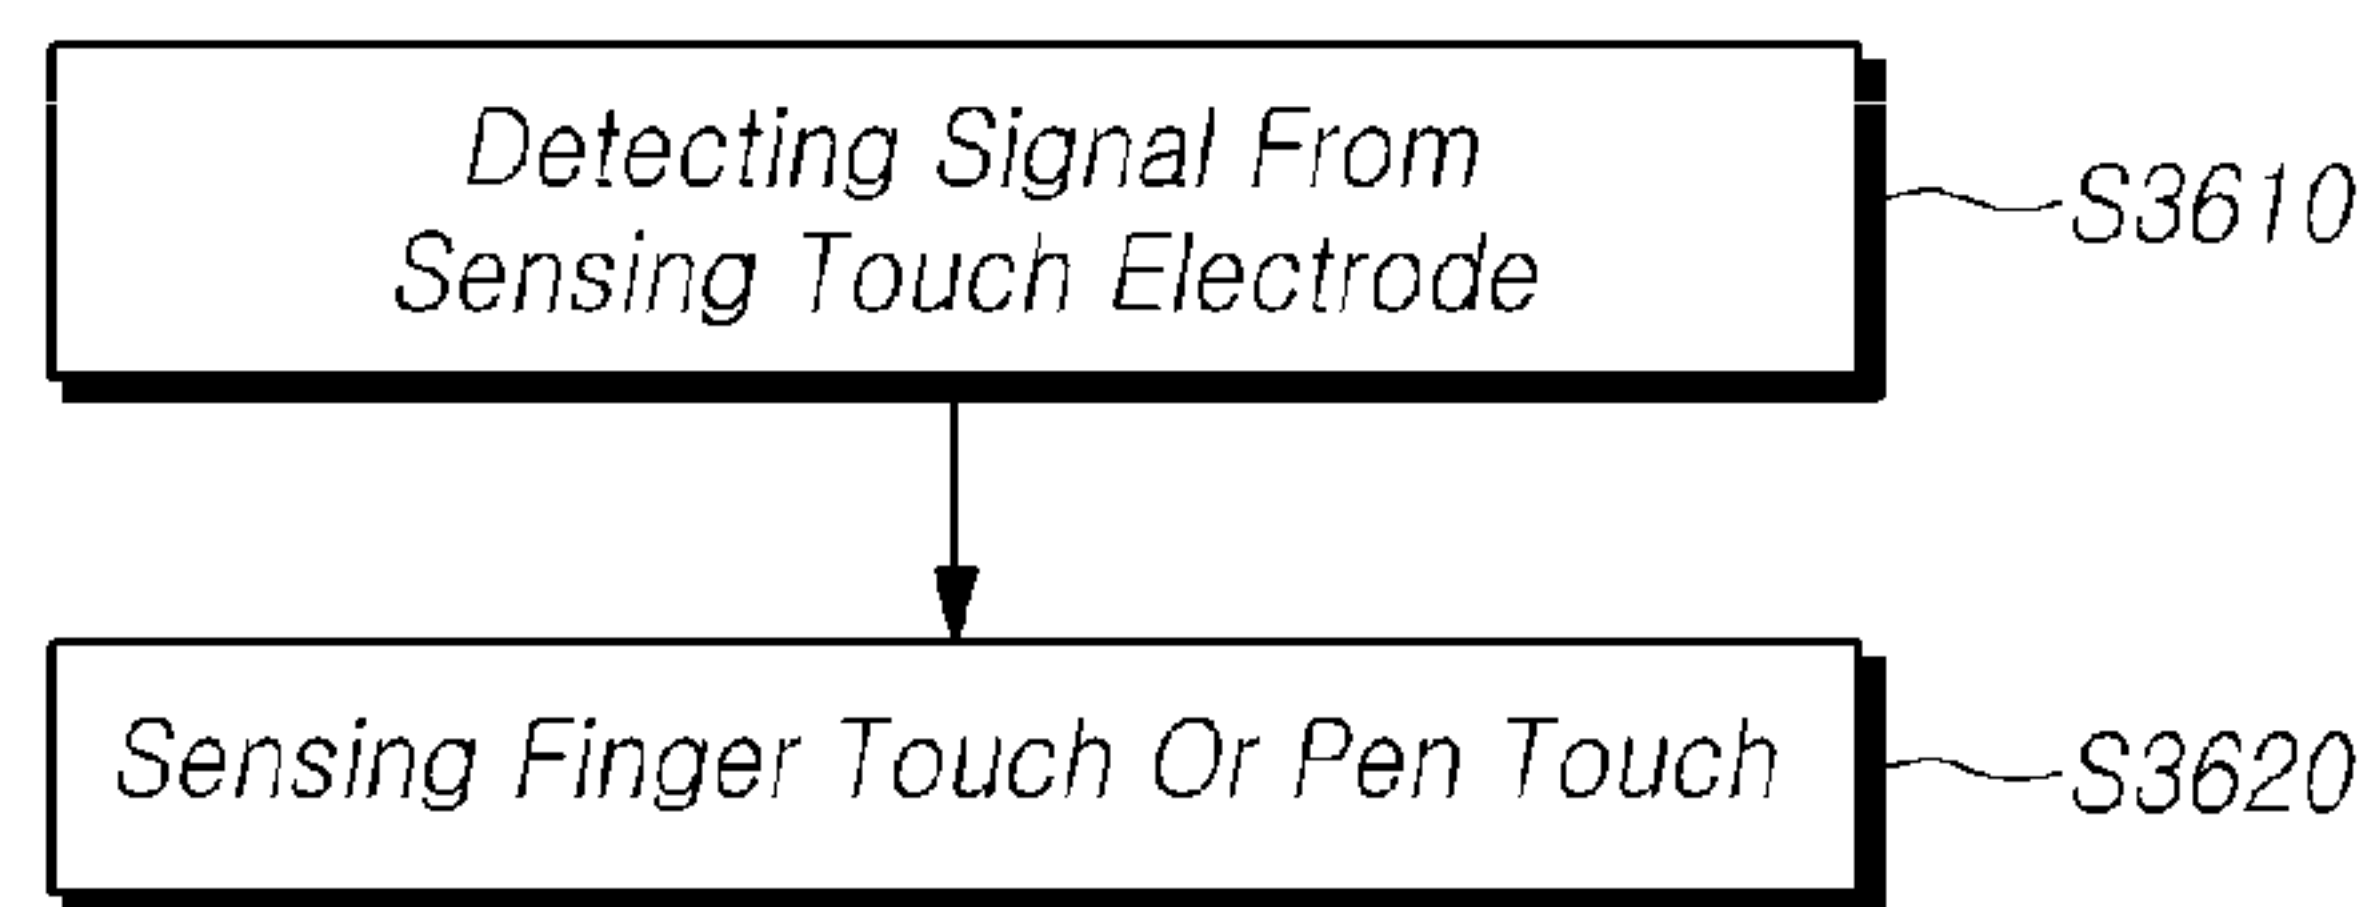 Detecting Signal From
Sensing Touch Electrode
S3610
Sensing Finger Touch Or Pen Touch
S3620